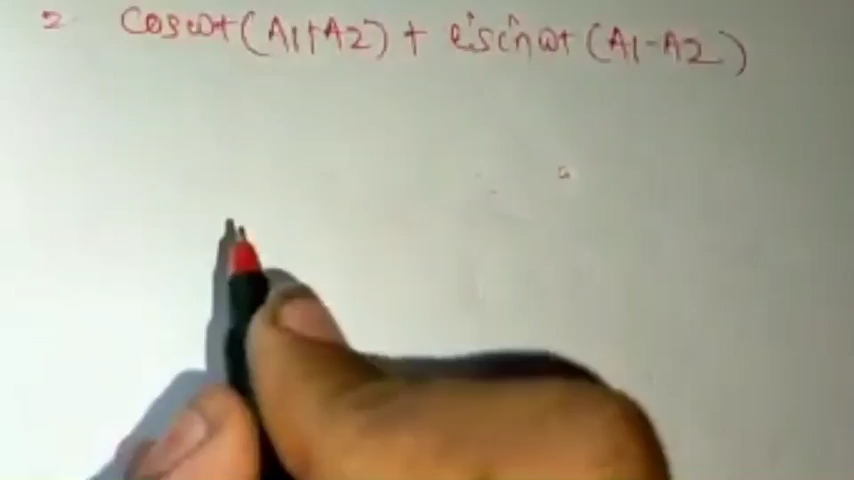 = cosωt (A1+A2) + i sinωt (A1-A2)